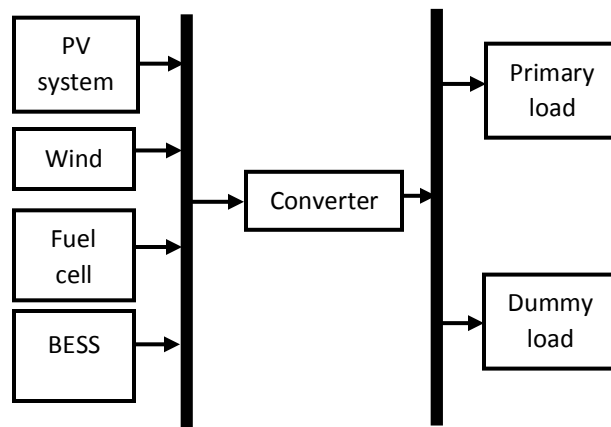 PV
system
Wind
Fuel
cell
BESS
Converter
Primary
load
Dummy
load